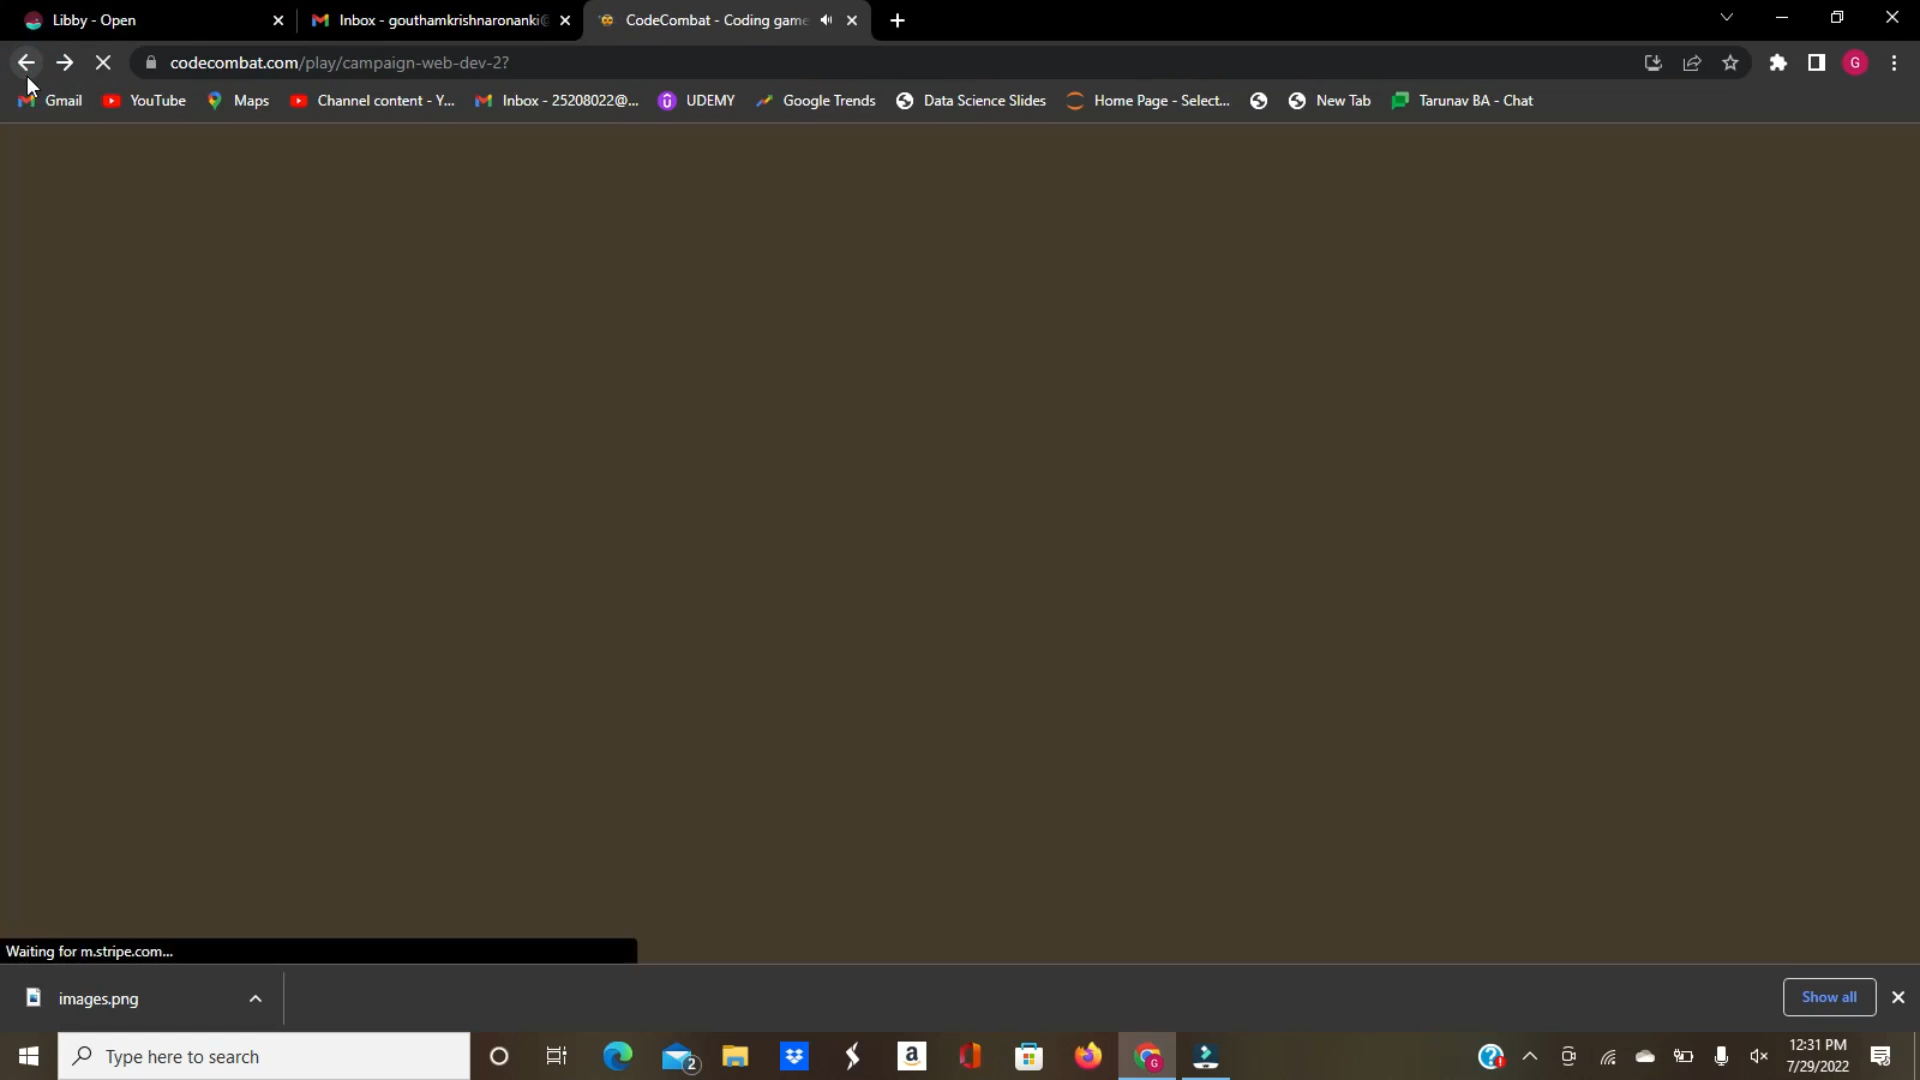 Libby - Open
Inbox - gouthamkrishnaronanki@
CodeCombat - Coding game
codecombat.com/play/campaign-web-dev-2?
G
Gmail
YouTube
Maps
Channel content - Y...
Inbox - 25208022@...
UDEMY
Google Trends
Data Science Slides
Home Page - Select...
New Tab
Tarunav BA - Chat
Waiting for m.stripe.com...
images.png
Show all
Type here to search
2
a
G
12:31 PM
7/29/2022